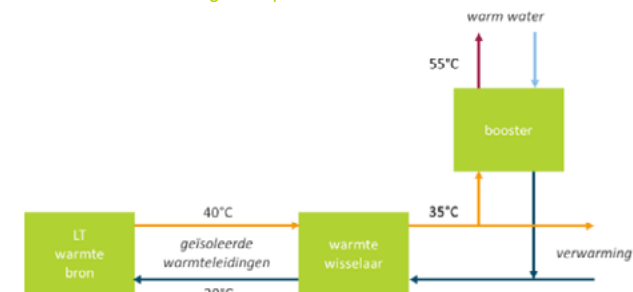 warm water
55°C
booster
40°C
35°C
LT
warmte
bron
geïsoleerde
warmteleidingen
warmte
wisselaar
verwarming